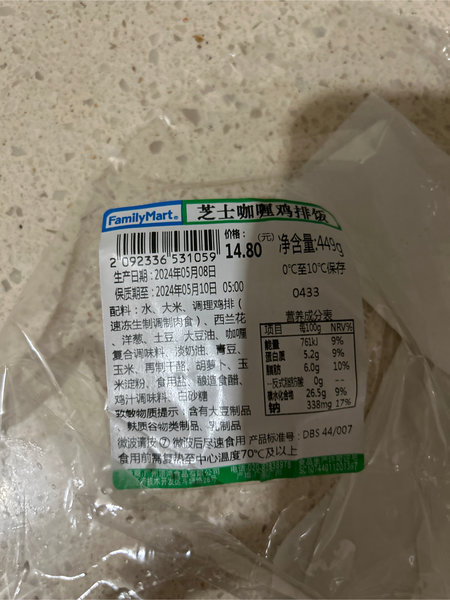 FamilyMart
芝士咖喱鸡排饭
2 092336 531059
价格: (元)
14.80
净含量:449g
生产日期:2024年05月08日
0℃至10℃保存
保质期至:2024年05月10日 05:00
0433
配料:水、大米、调理鸡排(
速冻生制调制肉食)、西兰花
、洋葱、土豆、大豆油、咖喱
复合调味料、淡奶油、青豆、
玉米、再制干酪、胡萝卜、玉
米淀粉、食用盐、酿造食醋、
鸡汁调味料、白砂糖
营养成分表
项目 每100g NRV%
能量 761kJ 9%
蛋白质 5.2g 9%
脂肪 6.0g 10%
--反式脂肪酸 0g --
碳水化合物 26.5g 9%
钠 338mg 17%
致敏物质提示:含有大豆制品
麸质谷物类制品、乳制品
微波请按⑦ 微波后尽速食用 产品标准号:DBS 44/007
食用前需复热至中心温度70℃及以上